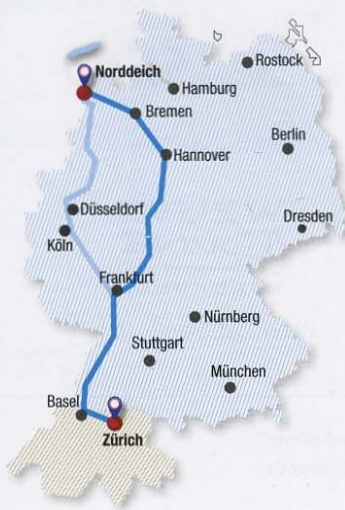 Norddeich
Rostock
Hamburg
Bremen
Berlin
Hannover
Düsseldorf
Dresden
Köln
Frankfurt
Nürnberg
Stuttgart
München
Basel
Zürich